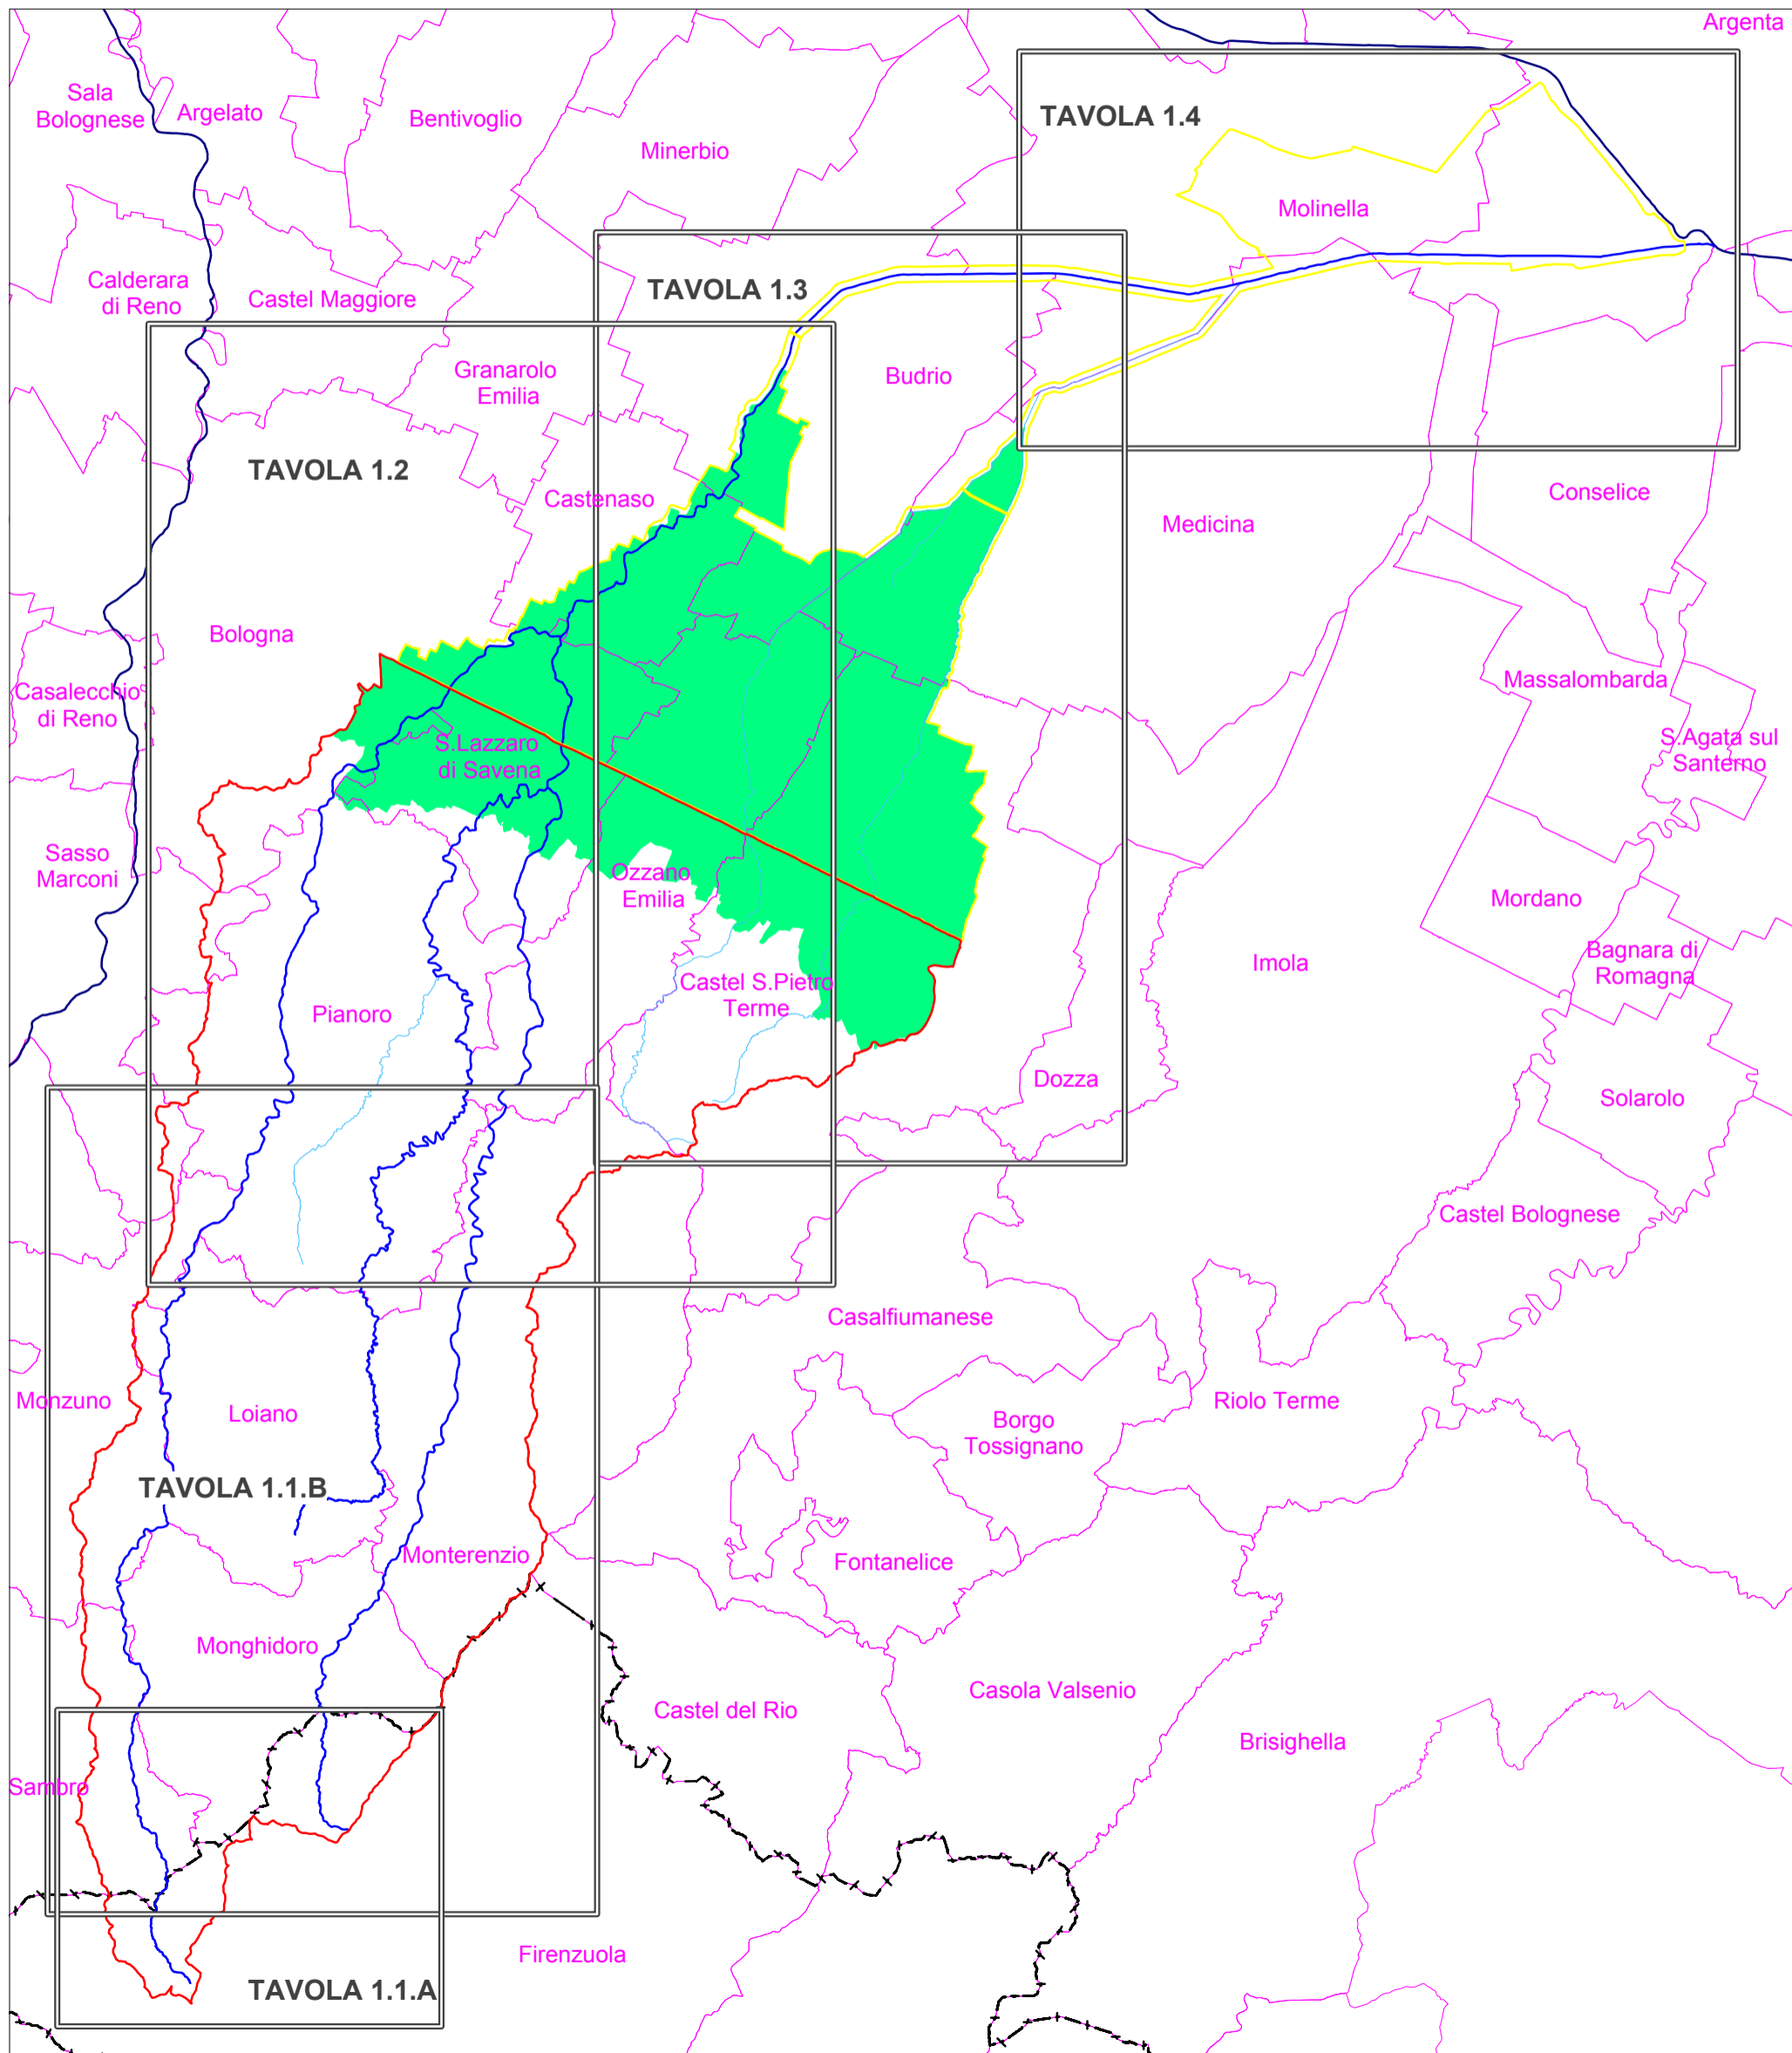 Argenta
Sala
Bolognese
Argelato
Bentivoglio
TAVOLA 1.4
Minerbio
Molinella
Calderara
di Reno
Castel Maggiore
TAVOLA 1.3
Granarolo
Emilia
Budrio
TAVOLA 1.2
Castenaso
Conselice
Medicina
Bologna
Casalecchio
di Reno
Massalombarda
S.Lazzaro
di Savena
S.Agata sul
Santerno
Sasso
Marconi
Ozzano
Emilia
Mordano
Imola
Bagnara di
Romagna
Castel S.Pietro
Terme
Pianoro
Dozza
Solarolo
Castel Bolognese
Casalfiumanese
Monzuno
Loiano
Borgo
Tossignano
Riolo Terme
TAVOLA 1.1.B
Monterenzio
Fontanelice
Monghidoro
Castel del Rio
Casola Valsenio
Brisighella
Sambro
Firenzuola
TAVOLA 1.1.A